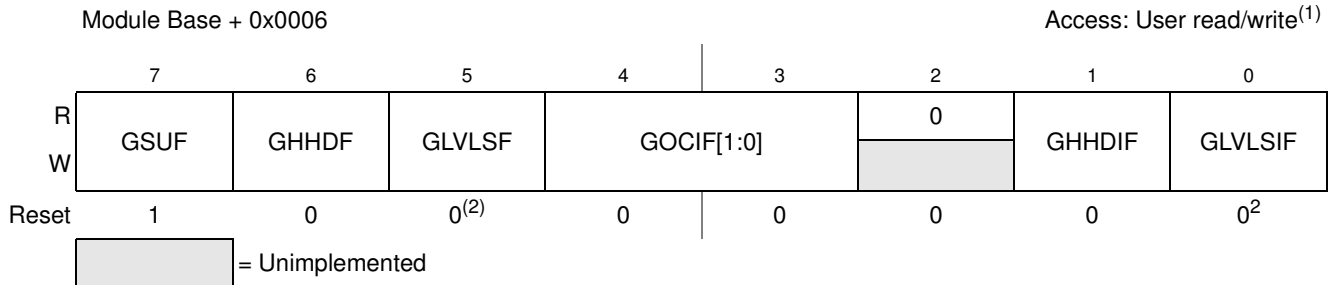 Module Base + 0x0006 Access: User read/write(1)
7 6 5 4 3 2 1 0
R 0
GSUF GHHDF GLVLSF GOCIF[1:0] GHHDIF GLVLSIF
W
Reset 1 0 0(2) 0 0 0 0 02
= Unimplemented